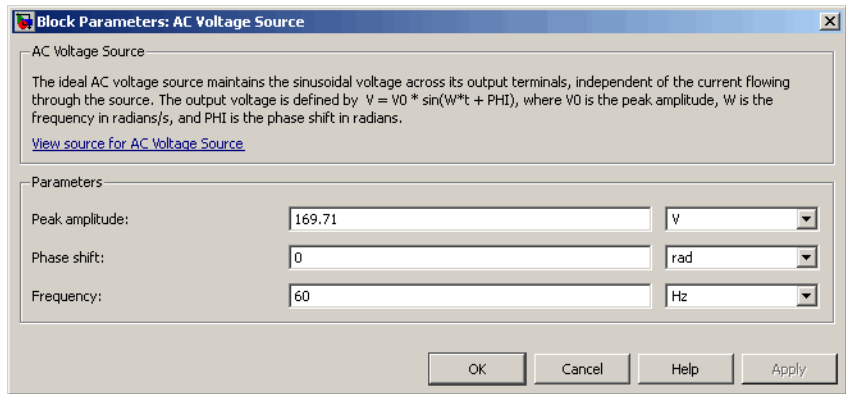 Block Parameters: AC Voltage Source
AC Voltage Source
The ideal AC voltage source maintains the sinusoidal voltage across its output terminals, independent of the current flowing
through the source. The output voltage is defined by V = V0 * sin(W*t + PHI), where V0 is the peak amplitude, W is the
frequency in radians/s, and PHI is the phase shift in radians.
View source for AC Voltage Source
Parameters
Peak amplitude: 169.71 V
Phase shift: 0 rad
Frequency: 60 Hz
OK Cancel Help Apply